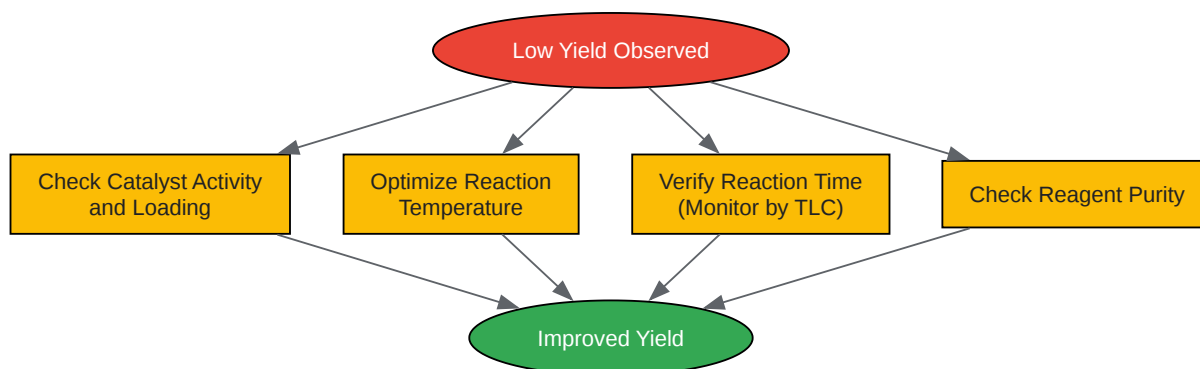 Low Yield Observed
Check Catalyst Activity
and Loading
Optimize Reaction
Temperature
Verify Reaction Time
(Monitor by TLC)
Check Reagent Purity
Improved Yield